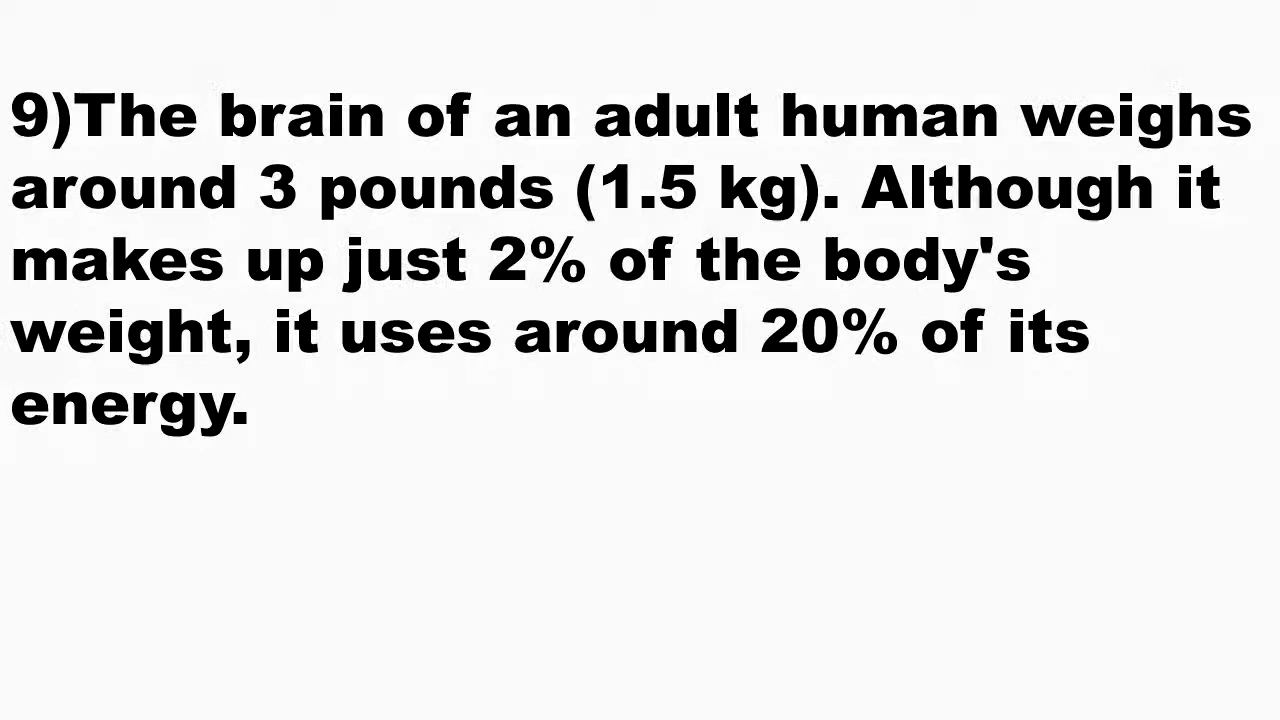 9)The brain of an adult human weighs
around 3 pounds (1.5 kg). Although it
makes up just 2% of the body's
weight, it uses around 20% of its
energy.